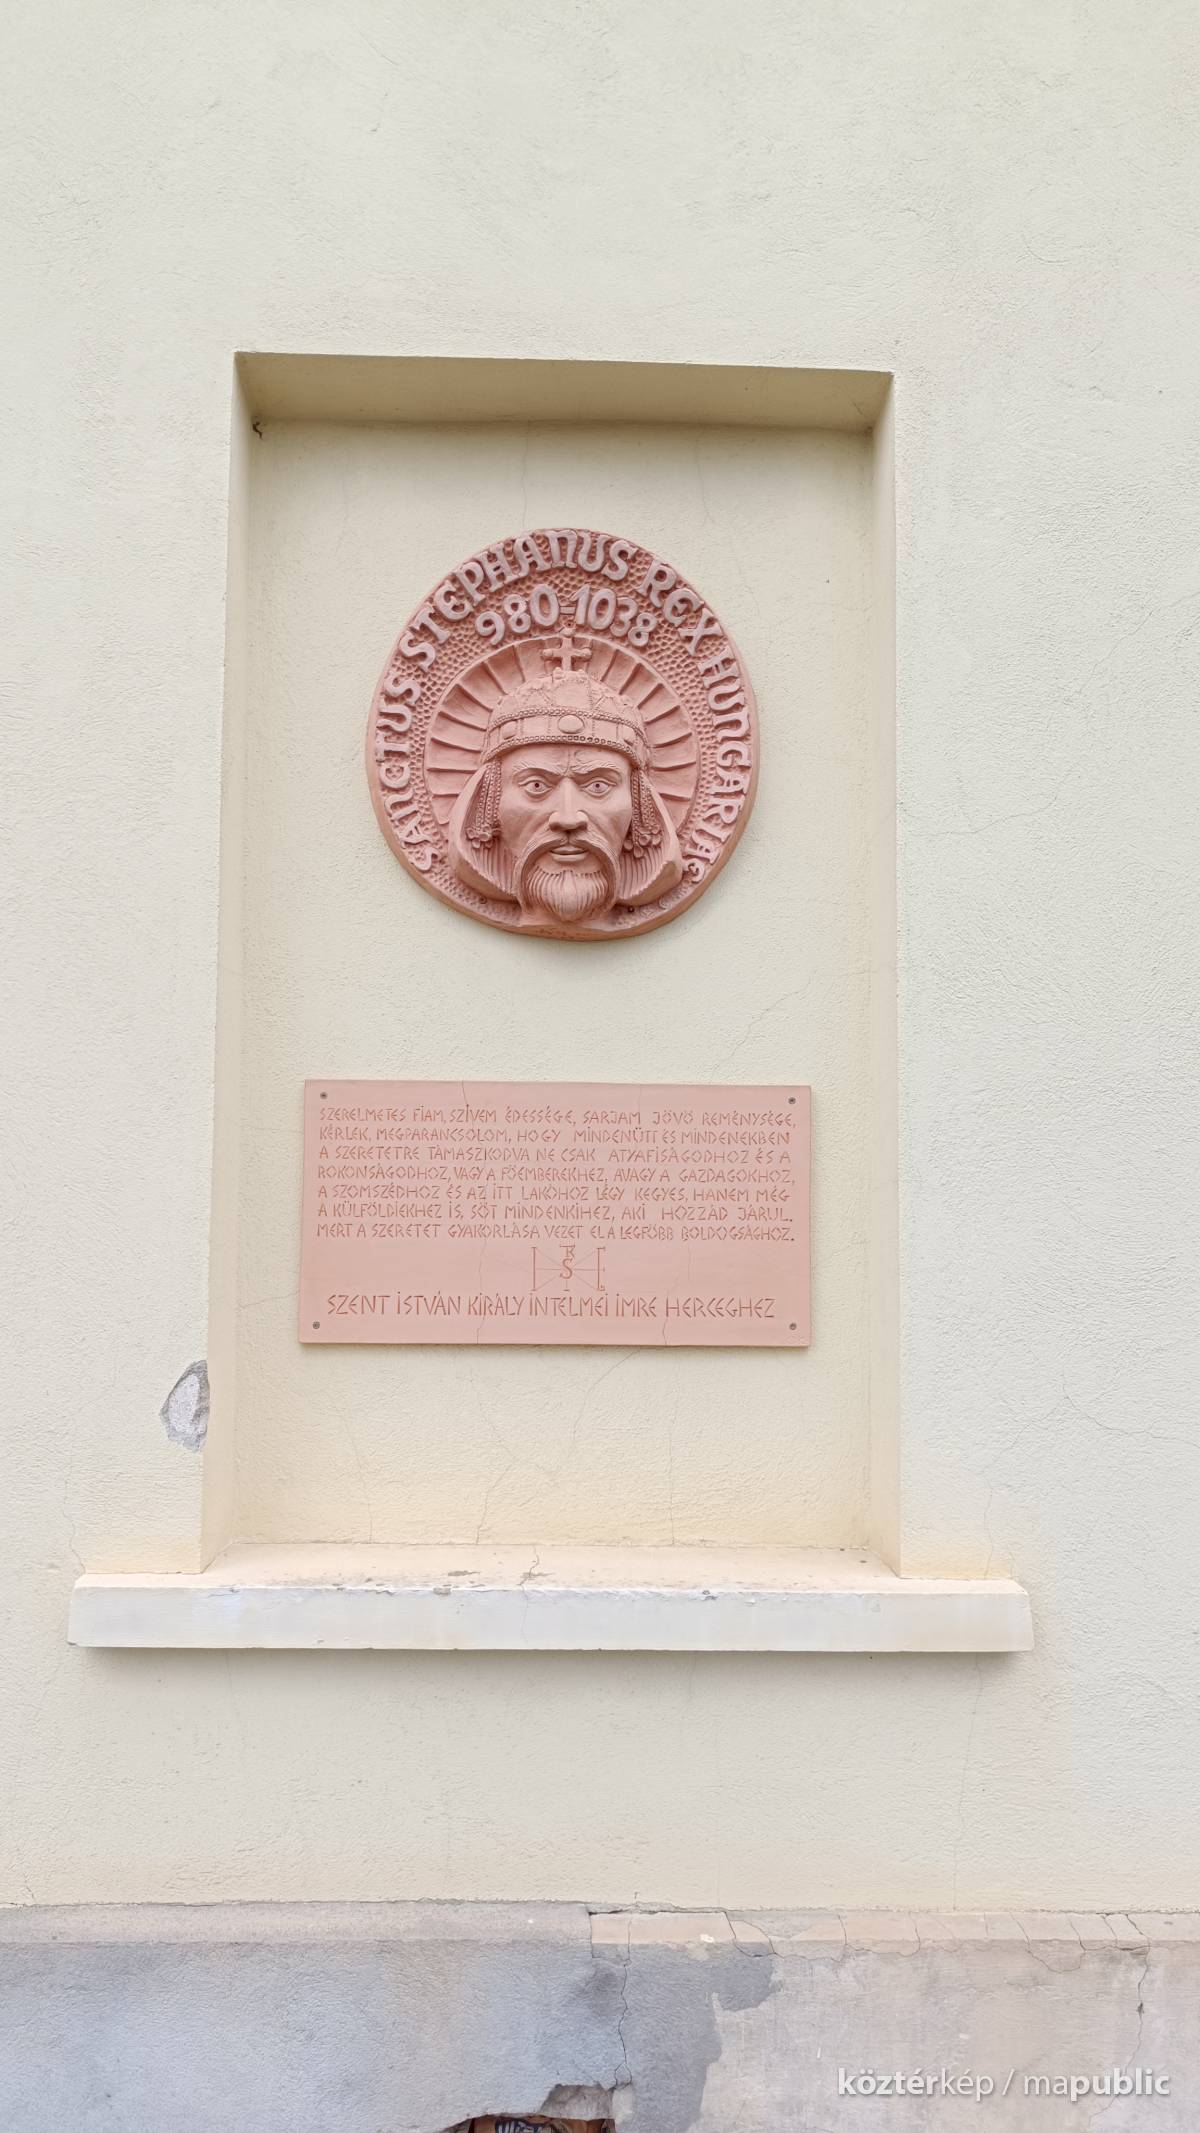 SANCTUS STEPHANUS REX HUNGARIAE
980-1038
SZERELMETES FIAM, SZÍVEM ÉDESSÉGE, SARJAM JÖVŐ REMÉNYSÉGE,
KÉRLEK, MEGPARANCSOLOM, HOGY MINDENÜTT ÉS MINDENEKBEN
A SZERETETRE TÁMASZKODVA NE CSAK ATYAFISÁGODHOZ ÉS A
ROKONSÁGODHOZ, VAGY A FŐEMBEREKHEZ, AVAGY A GAZDAGOKHOZ,
A SZOMSZÉDHOZ ÉS AZ ITT LAKÓHOZ LÉGY KEGYES, HANEM MÉG
A KÜLFÖLDIEKHEZ IS, SŐT MINDENKIHEZ, AKI HOZZÁD JÁRUL.
MERT A SZERETET GYAKORLÁSA VEZET EL A LEGFŐBB BOLDOGSÁGHOZ.
SZENT ISTVÁN KIRÁLY INTELMEI IMRE HERCEGHEZ
köztérkép / mapublic